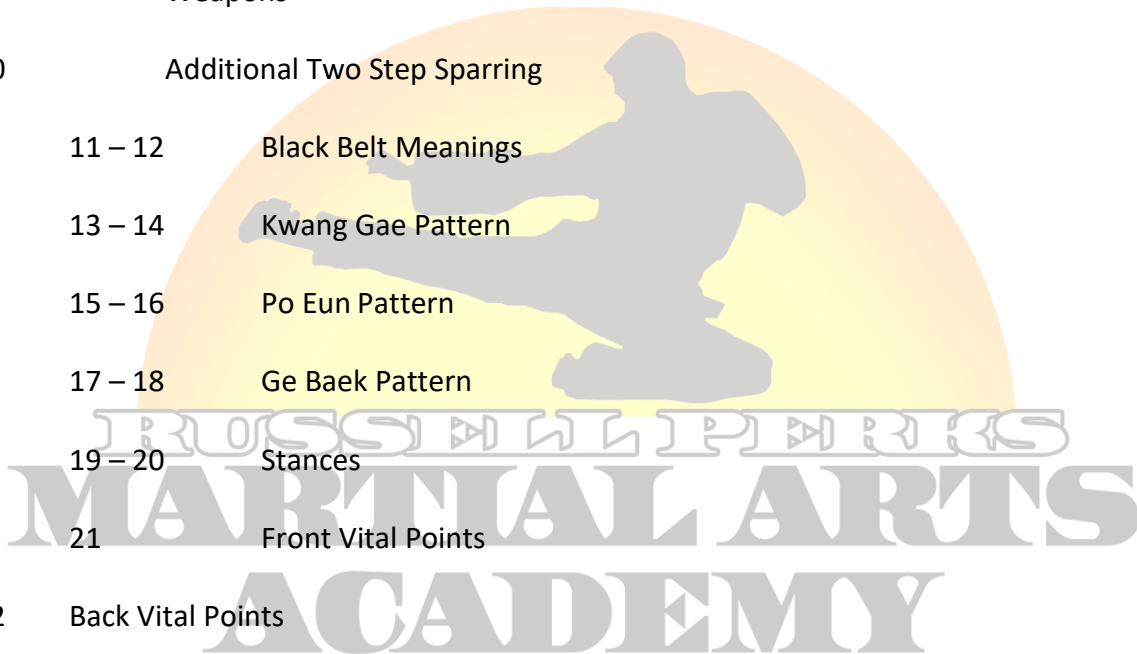 Weapons
0 Additional Two Step Sparring
11 – 12 Black Belt Meanings
13 – 14 Kwang Gae Pattern
15 – 16 Po Eun Pattern
17 – 18 Ge Baek Pattern
RUSSELL PERKS
19 – 20 Stances
MARTIAL ARTS
21 Front Vital Points
ACADEMY
2 Back Vital Points